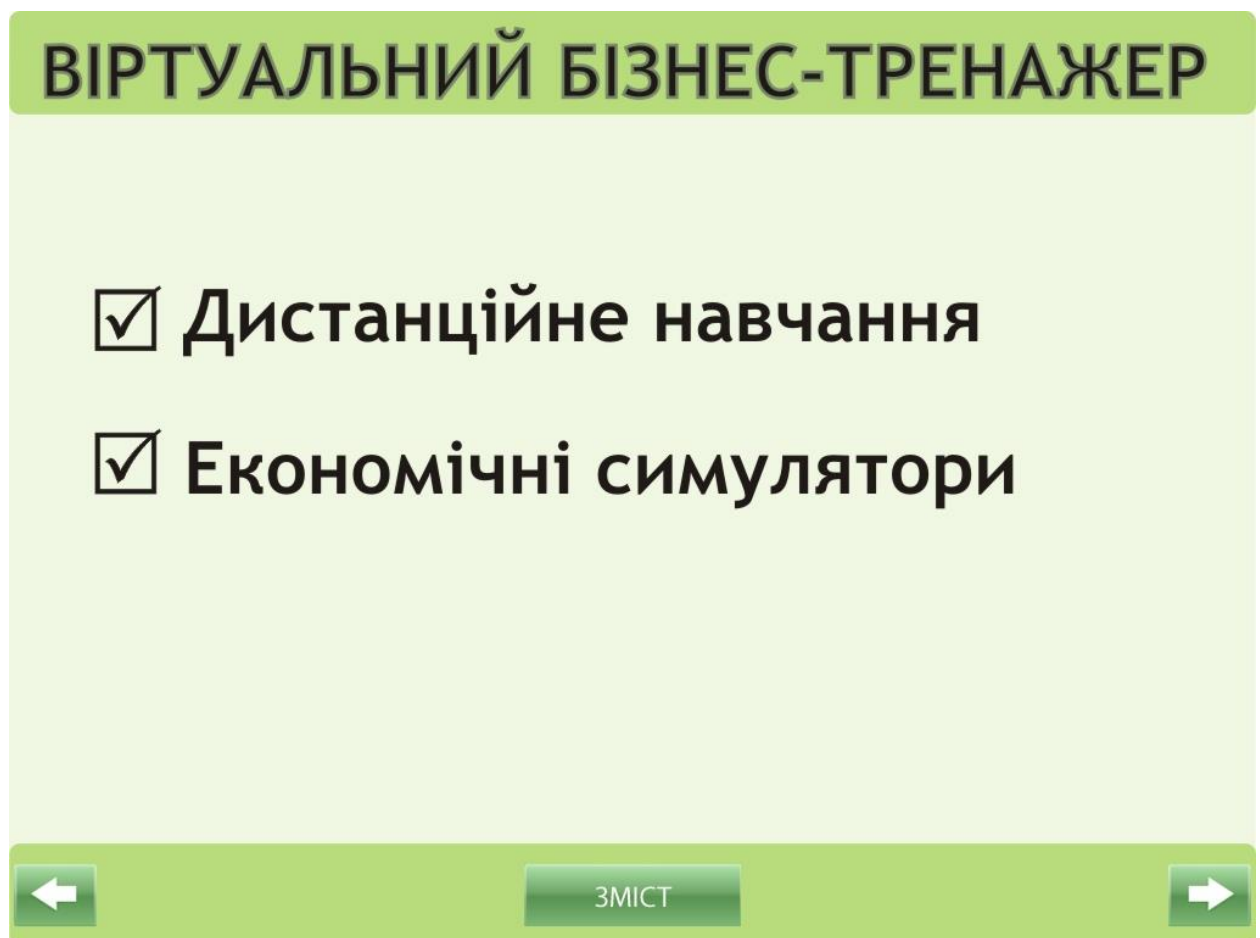 ВІРТУАЛЬНИЙ БІЗНЕС-ТРЕНАЖЕР
Дистанційне навчання
Економічні симулятори
ЗМІСТ